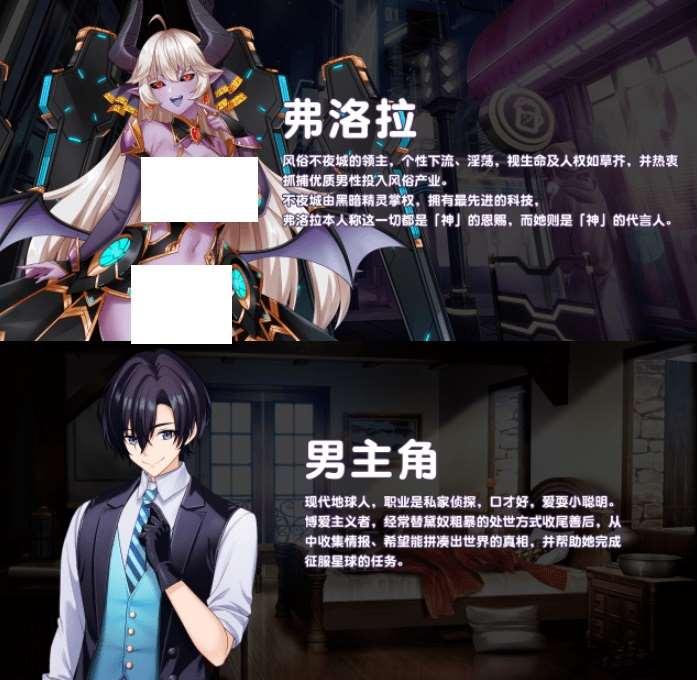 弗洛拉
风俗不夜城的领主，个性下流、淫荡，视生命及人权如草芥，并热衷
抓捕优质男性投入风俗产业。
不夜城由黑暗精灵掌权，拥有最先进的科技，
弗洛拉本人称这一切都是「神」的恩赐，而她则是「神」的代言人。
男主角
现代地球人，职业是私家侦探，口才好，爱耍小聪明。
博爱主义者，经常替黛奴粗暴的处世方式收尾善后，从
中收集情报、希望能拼凑出世界的真相，并帮助她完成
征服星球的任务。